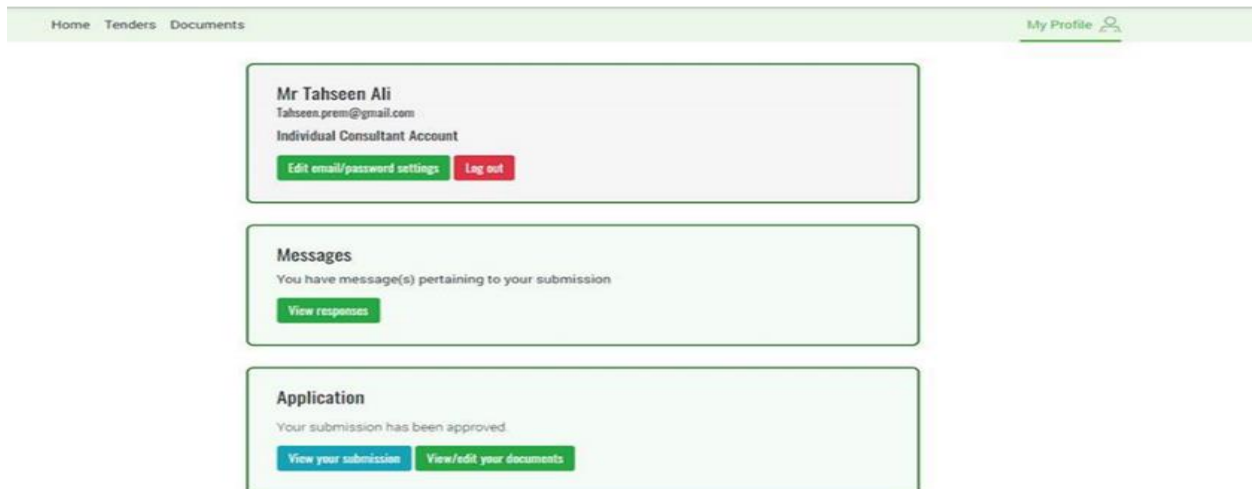 Home Tenders Documents My Profile
Mr Tahseen Ali
Tahseen.prem@gmail.com
Individual Consultant Account
Edit email/password settings Log out
Messages
You have message(s) pertaining to your submission
View responses
Application
Your submission has been approved.
View your submission View/edit your documents